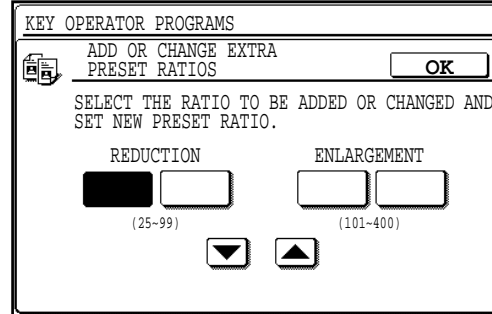 KEY OPERATOR PROGRAMS
ADD OR CHANGE EXTRA
PRESET RATIOS
OK
SELECT THE RATIO TO BE ADDED OR CHANGED AND
SET NEW PRESET RATIO.
REDUCTION ENLARGEMENT
(25~99) (101~400)